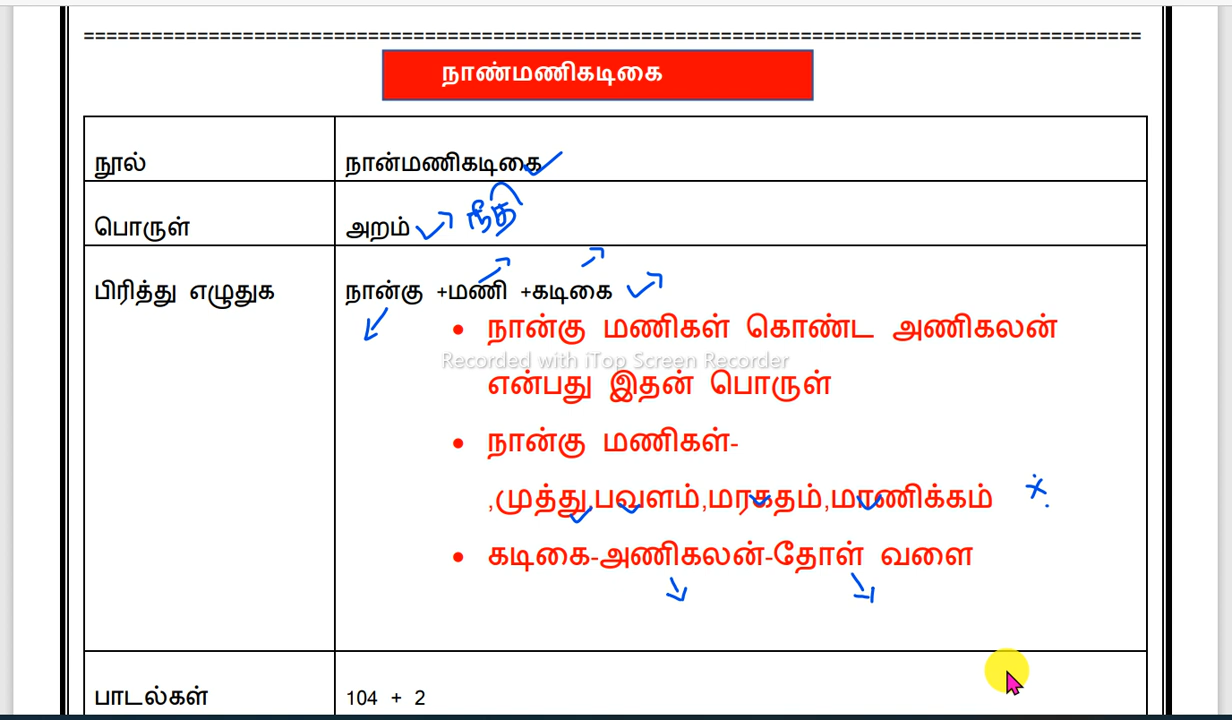 ==============================================================================================
நாண்மணிகடிகை
நூல் நான்மணிகடிகை
பொருள் அறம் நீதி
பிரித்து எழுதுக நான்கு +மணி +கடிகை
• நான்கு மணிகள் கொண்ட அணிகலன்
Recorded with iTop Screen Recorder
என்பது இதன் பொருள்
• நான்கு மணிகள்-
,முத்து,பவளம்,மரகதம்,மாணிக்கம்
• கடிகை-அணிகலன்-தோள் வளை
பாடல்கள் 104 + 2